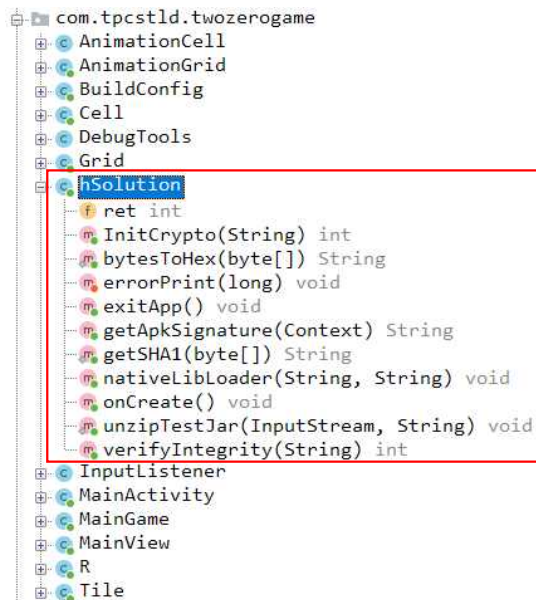 com.tpcstld.twozerogame
AnimationCell
AnimationGrid
BuildConfig
Cell
DebugTools
Grid
hSolution
ret int
InitCrypto(String) int
bytesToHex(byte[]) String
errorPrint(long) void
exitApp() void
getApkSignature(Context) String
getSHA1(byte[]) String
nativeLibLoader(String, String) void
onCreate() void
unzipTestJar(InputStream, String) void
verifyIntegrity(String) int
InputListener
MainActivity
MainGame
MainView
R
Tile